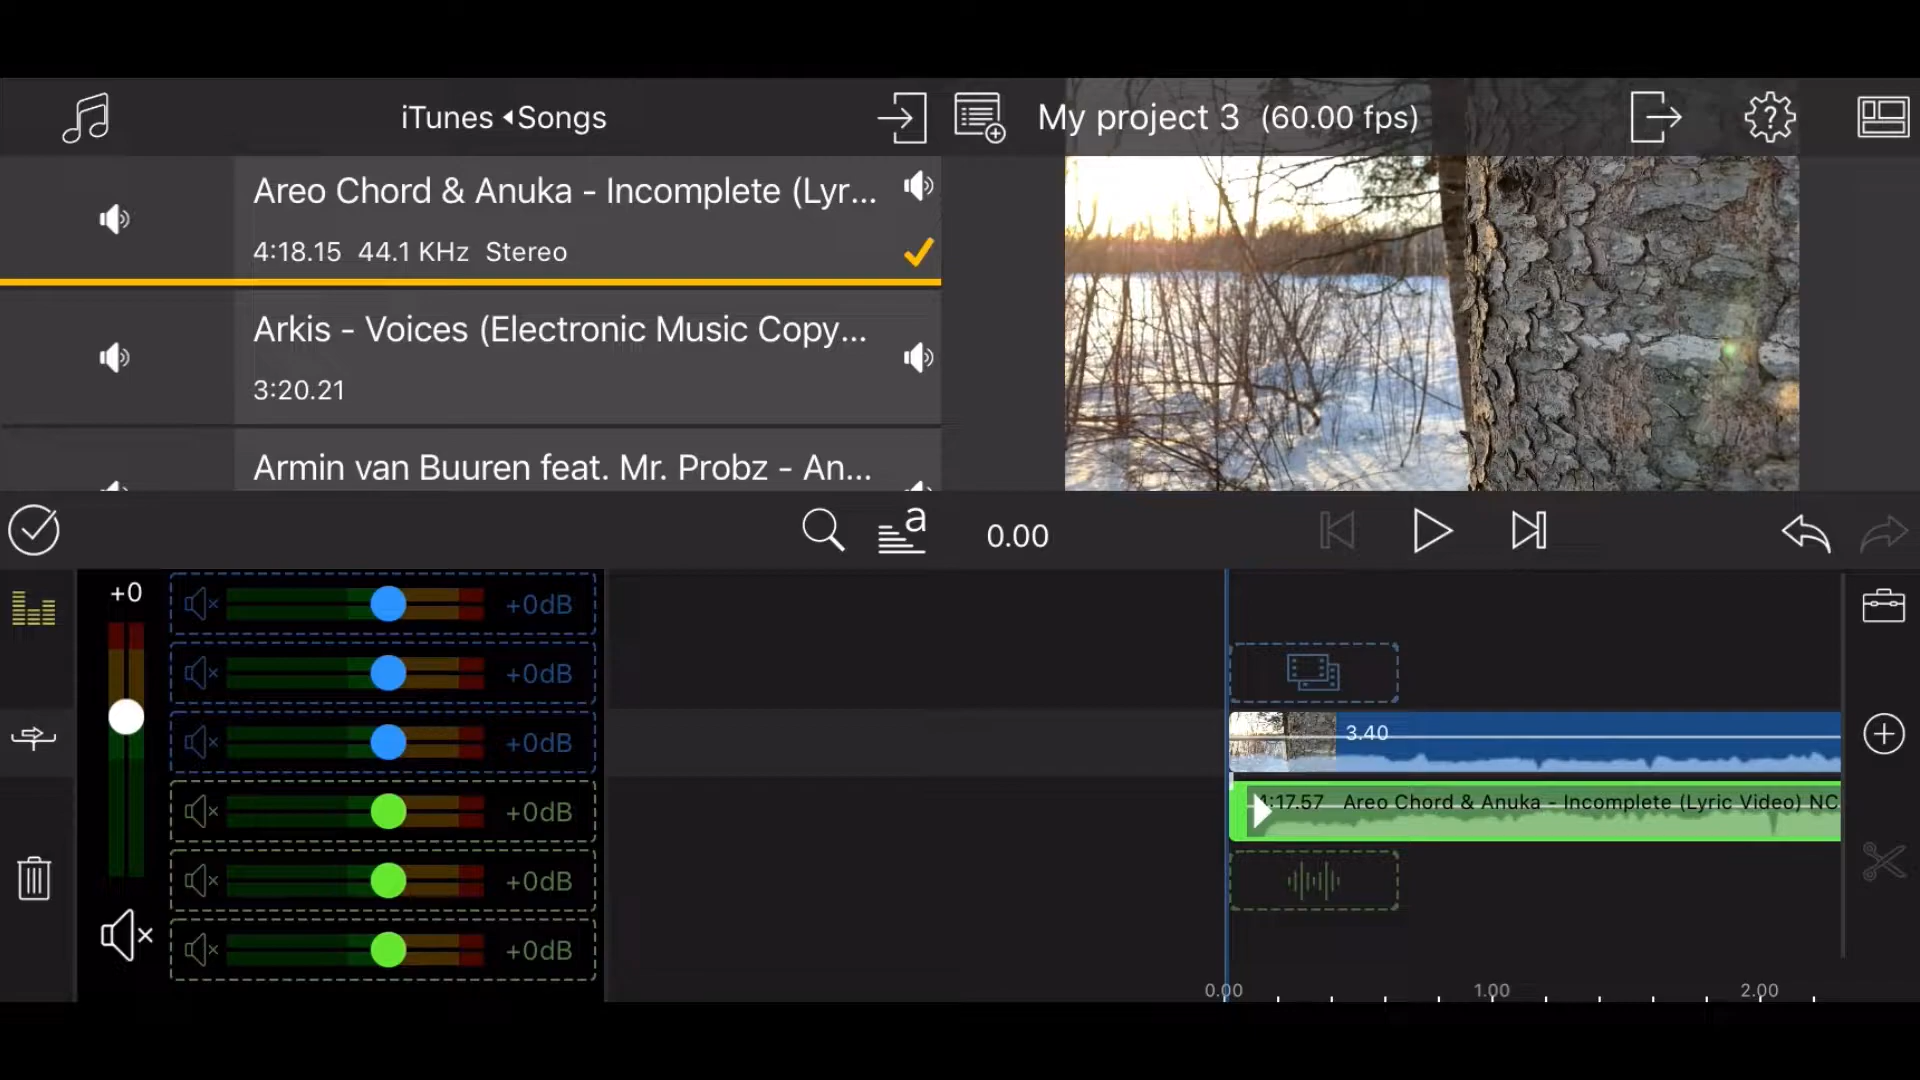 iTunes ◂Songs
My project 3 (60.00 fps)
Areo Chord & Anuka - Incomplete (Lyr...
4:18.15 44.1 KHz Stereo
Arkis - Voices (Electronic Music Copy...
3:20.21
Armin van Buuren feat. Mr. Probz - An...
a
0.00
+0
+0dB
+0dB
+0dB
+0dB
+0dB
+0dB
3.40
4:17.57 Areo Chord & Anuka - Incomplete (Lyric Video) NC
0.00 1.00 2.00